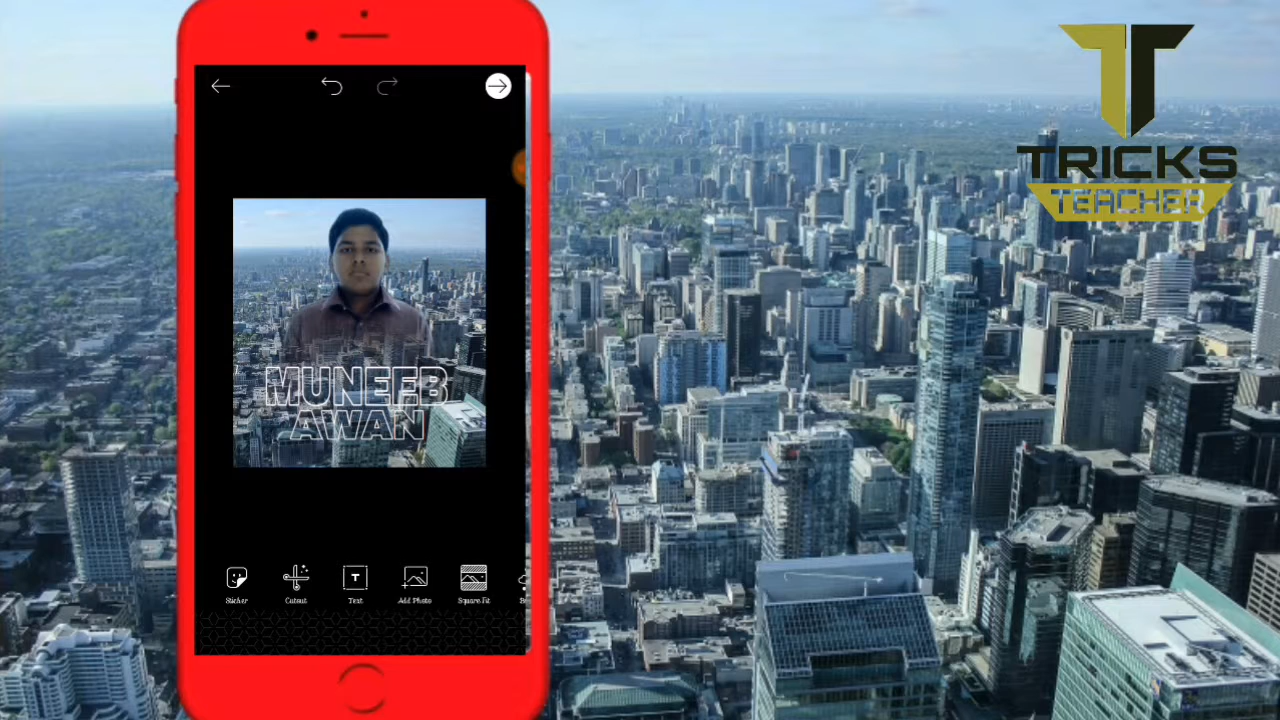 TRICKS
TEACHER
MUNEEB
AWAN
Sticker
Cutout
Text
Add Photo
Square Fit